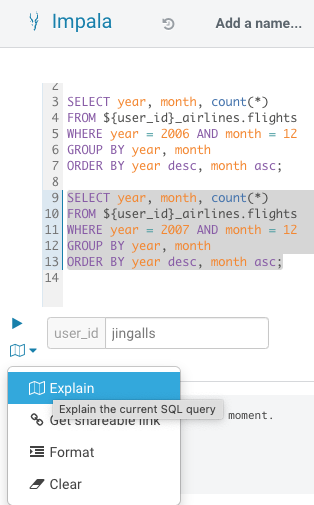 Impala
Add a name...
2
3 SELECT year, month, count(*)
4 FROM ${user_id}_airlines.flights
5 WHERE year = 2006 AND month = 12
6 GROUP BY year, month
7 ORDER BY year desc, month asc;
8
9 SELECT year, month, count(*)
10 FROM ${user_id}_airlines.flights
11 WHERE year = 2007 AND month = 12
12 GROUP BY year, month
13 ORDER BY year desc, month asc;
14
user_id jingalls
Explain
Explain the current SQL query
moment.
Get shareable link
Format
Clear